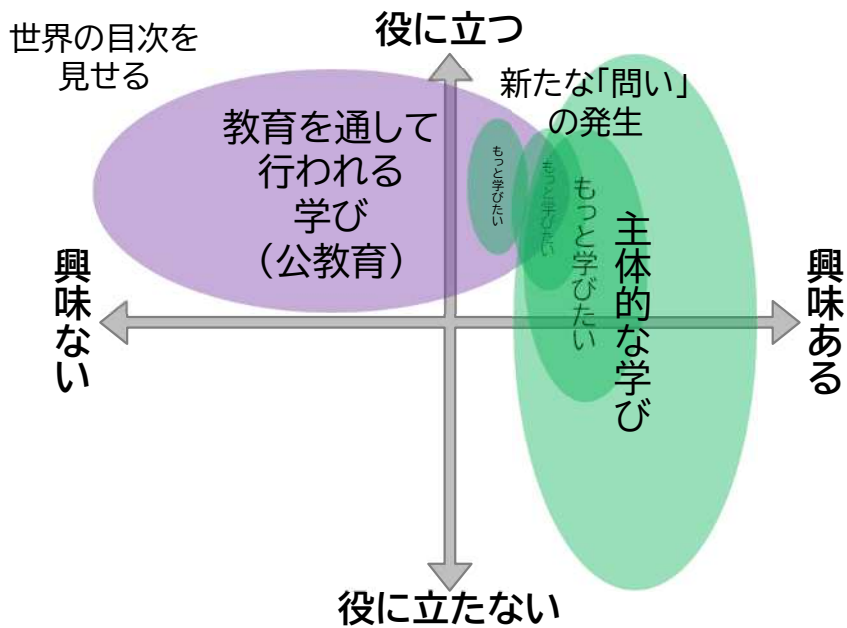 世界の目次を
見せる
役に立つ
新たな「問い」
の発生
教育を通して
行われる
学び
（公教育）
もっと学びたい
もっと学びたい
もっと学びたい
主体的な学び
興味ない
興味ある
役に立たない